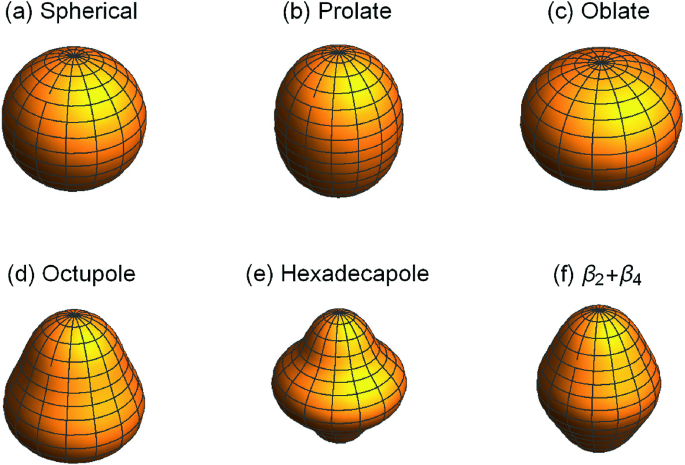 (a) Spherical
(b) Prolate
(c) Oblate
(d) Octupole
(e) Hexadecapole
(f) β₂+β₄